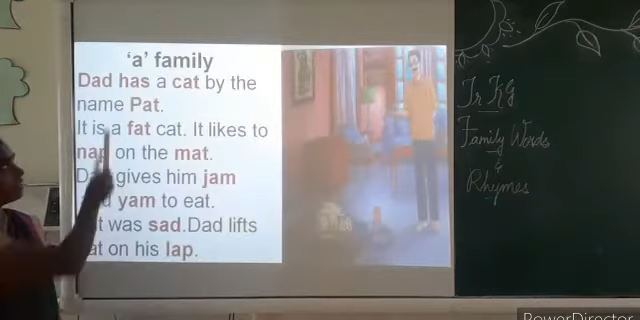 'a' family
Dad has a cat by the
name Pat.
It is a fat cat. It likes to
nap on the mat.
gives him jam
yam to eat.
was sad.Dad lifts
on his lap.
Jr KG
Family Words
&
Rhymes
PowerDirector